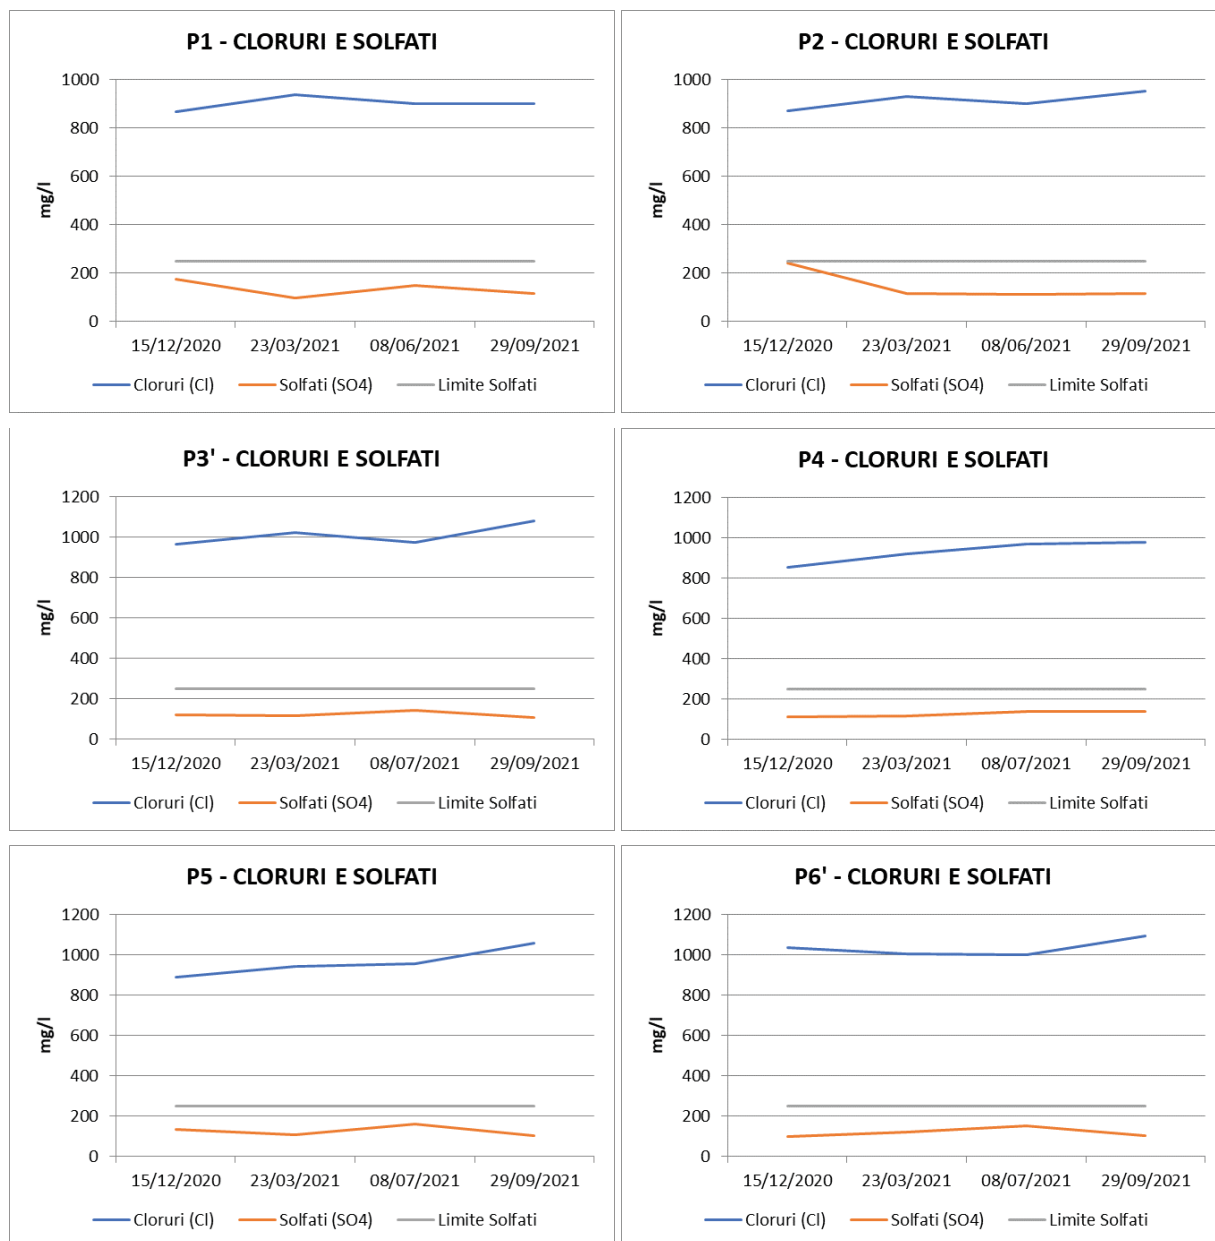 P1 - CLORURI E SOLFATI
1000
800
600
400
200
0
mg/l
15/12/2020 23/03/2021 08/06/2021 29/09/2021
Cloruri (Cl) Solfati (SO4) Limite Solfati
P2 - CLORURI E SOLFATI
1000
800
600
400
200
0
mg/l
15/12/2020 23/03/2021 08/06/2021 29/09/2021
Cloruri (Cl) Solfati (SO4) Limite Solfati
P3' - CLORURI E SOLFATI
1200
1000
800
600
400
200
0
mg/l
15/12/2020 23/03/2021 08/07/2021 29/09/2021
Cloruri (Cl) Solfati (SO4) Limite Solfati
P4 - CLORURI E SOLFATI
1200
1000
800
600
400
200
0
mg/l
15/12/2020 23/03/2021 08/07/2021 29/09/2021
Cloruri (Cl) Solfati (SO4) Limite Solfati
P5 - CLORURI E SOLFATI
1200
1000
800
600
400
200
0
mg/l
15/12/2020 23/03/2021 08/07/2021 29/09/2021
Cloruri (Cl) Solfati (SO4) Limite Solfati
P6' - CLORURI E SOLFATI
1200
1000
800
600
400
200
0
mg/l
15/12/2020 23/03/2021 08/07/2021 29/09/2021
Cloruri (Cl) Solfati (SO4) Limite Solfati